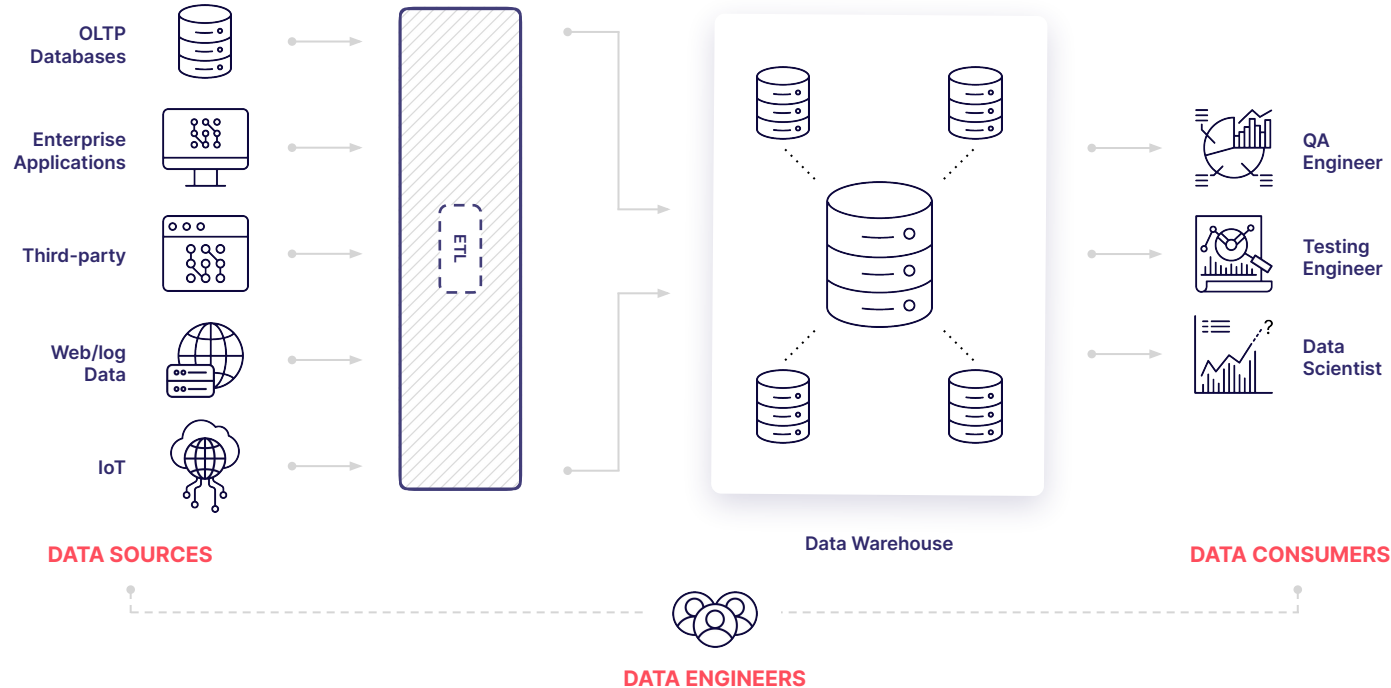 OLTP
Databases
Enterprise
Applications
Third-party
Web/log
Data
IoT
DATA SOURCES
ETL
Data Warehouse
?
QA
Engineer
Testing
Engineer
Data
Scientist
DATA CONSUMERS
DATA ENGINEERS